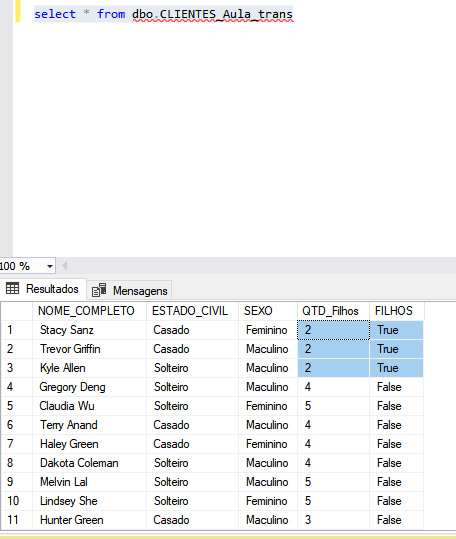 select * from dbo.CLIENTES_Aula_trans
100 %
Resultados Mensagens
NOME_COMPLETO ESTADO_CIVIL SEXO QTD_Filhos FILHOS
1 Stacy Sanz Casado Feminino 2 True
2 Trevor Griffin Casado Maculino 2 True
3 Kyle Allen Solteiro Maculino 2 True
4 Gregory Deng Solteiro Maculino 4 False
5 Claudia Wu Solteiro Feminino 5 False
6 Terry Anand Casado Maculino 4 False
7 Haley Green Casado Feminino 4 False
8 Dakota Coleman Solteiro Maculino 4 False
9 Melvin Lal Solteiro Maculino 5 False
10 Lindsey She Solteiro Feminino 5 False
11 Hunter Green Casado Maculino 3 False